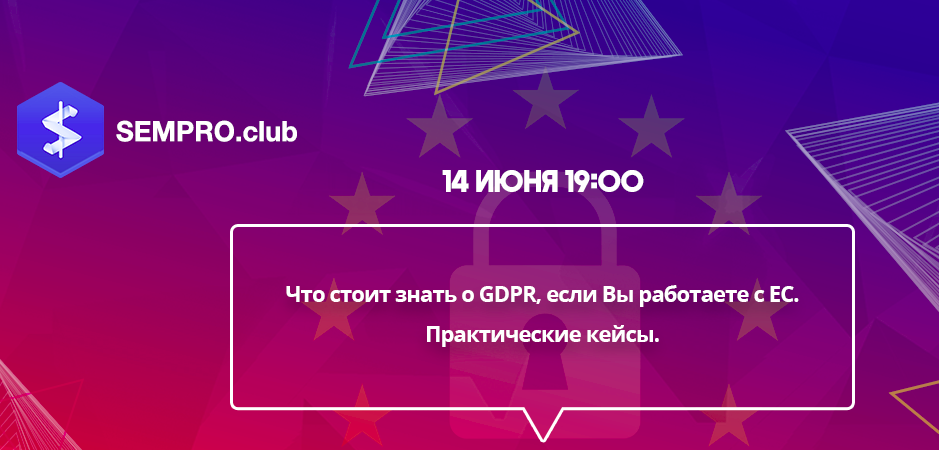 SEMPRO.club
14 ИЮНЯ 19:00
Что стоит знать о GDPR, если Вы работаете с ЕС.
Практические кейсы.